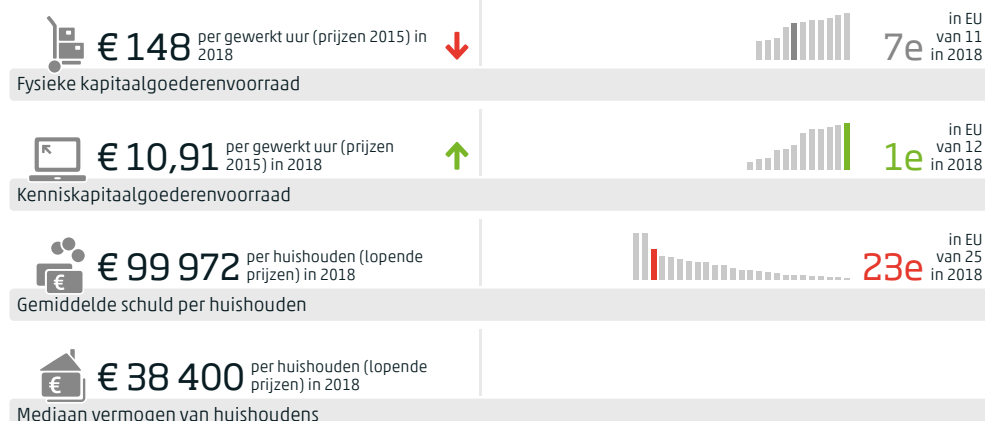 € 148 per gewerkt uur (prijzen 2015) in
2018
7e in EU
van 11
in 2018
Fysieke kapitaalgoederenvoorraad
€ 10,91 per gewerkt uur (prijzen
2015) in 2018
1e in EU
van 12
in 2018
Kenniskapitaalgoederenvoorraad
€
€ 99 972 per huishouden (lopende
prijzen) in 2018
23e in EU
van 25
in 2018
Gemiddelde schuld per huishouden
€
€ 38 400 per huishouden (lopende
prijzen) in 2018
Mediaan vermogen van huishoudens